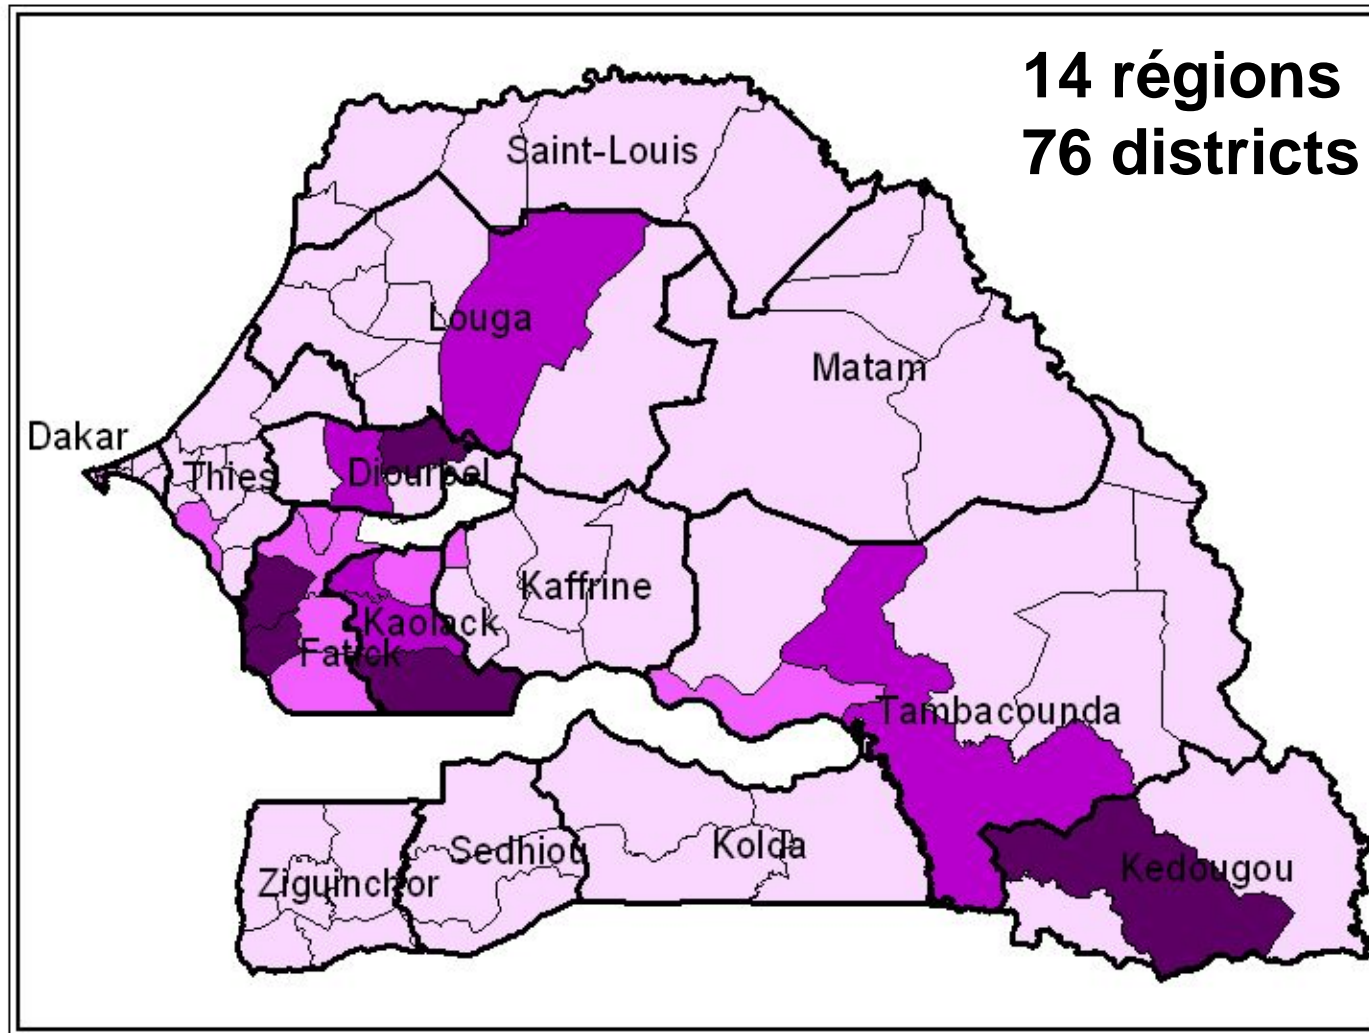 14 régions
76 districts
Saint-Louis
Louga
Matam
Dakar
Thies
Diourbel
Kaffrine
Kaolack
Fatick
Tambacounda
Sedhiou
Kolda
Kedougou
Ziguinchor